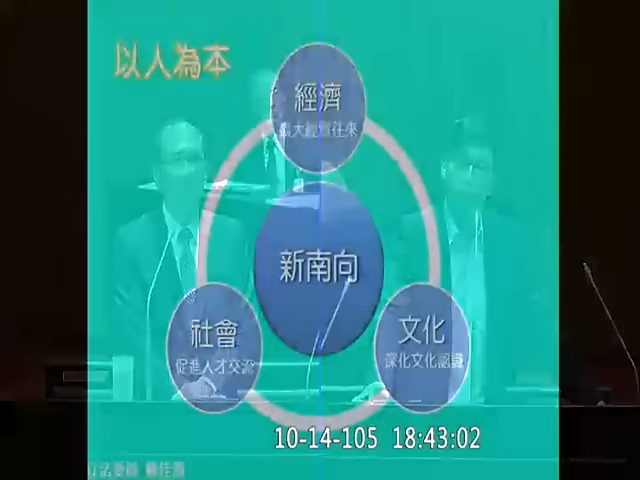 以人為本
經濟
擴大經貿往來
新南向
社會
促進人才交流
文化
深化文化認識
10-14-105 18:43:02